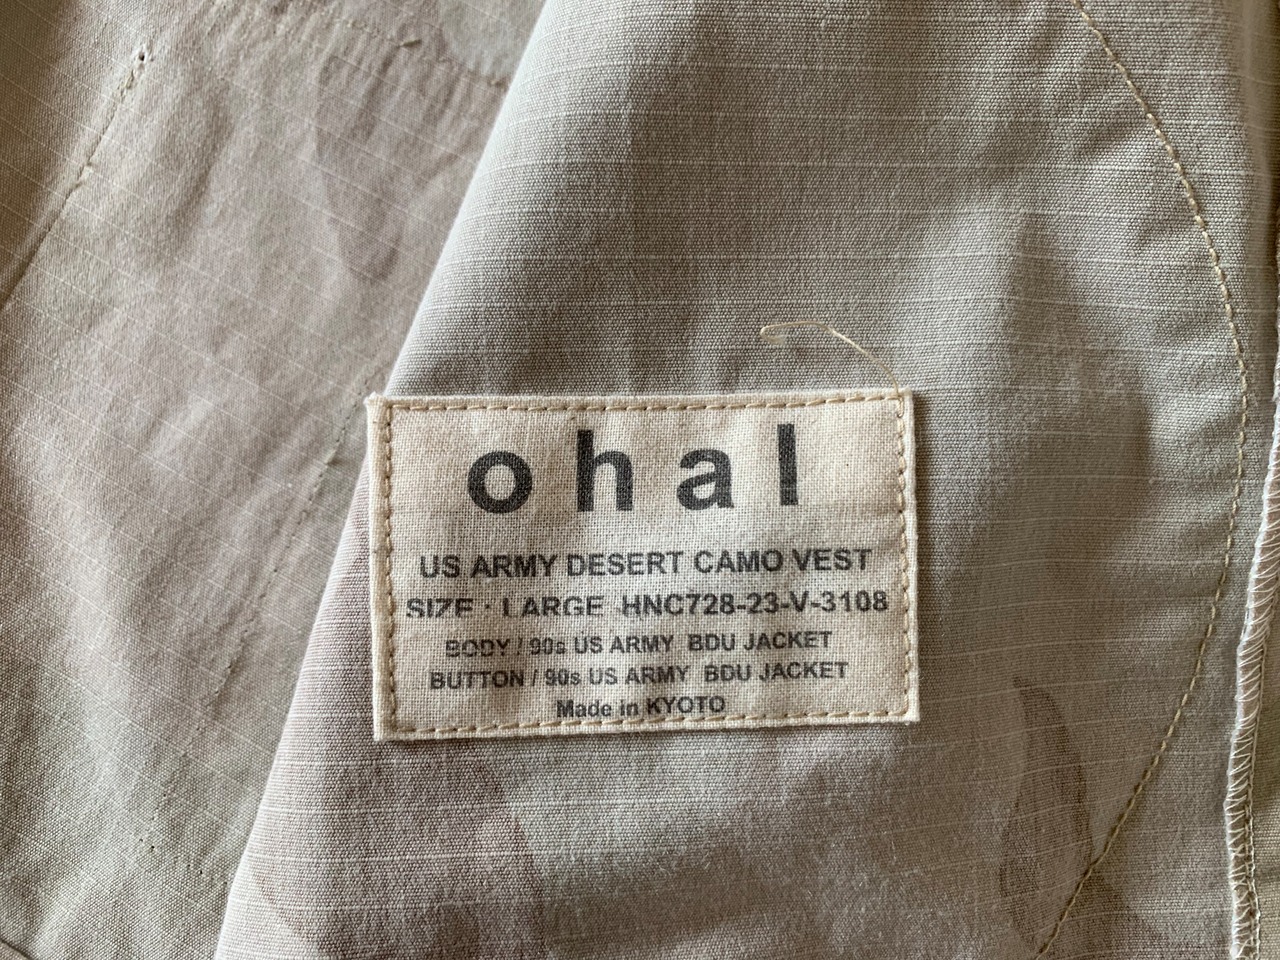 ohal
US ARMY DESERT CAMO VEST
SIZE · LARGE HNC728-23-V-3108
BODY / 90s US ARMY BDU JACKET
BUTTON / 90s US ARMY BDU JACKET
Made in KYOTO